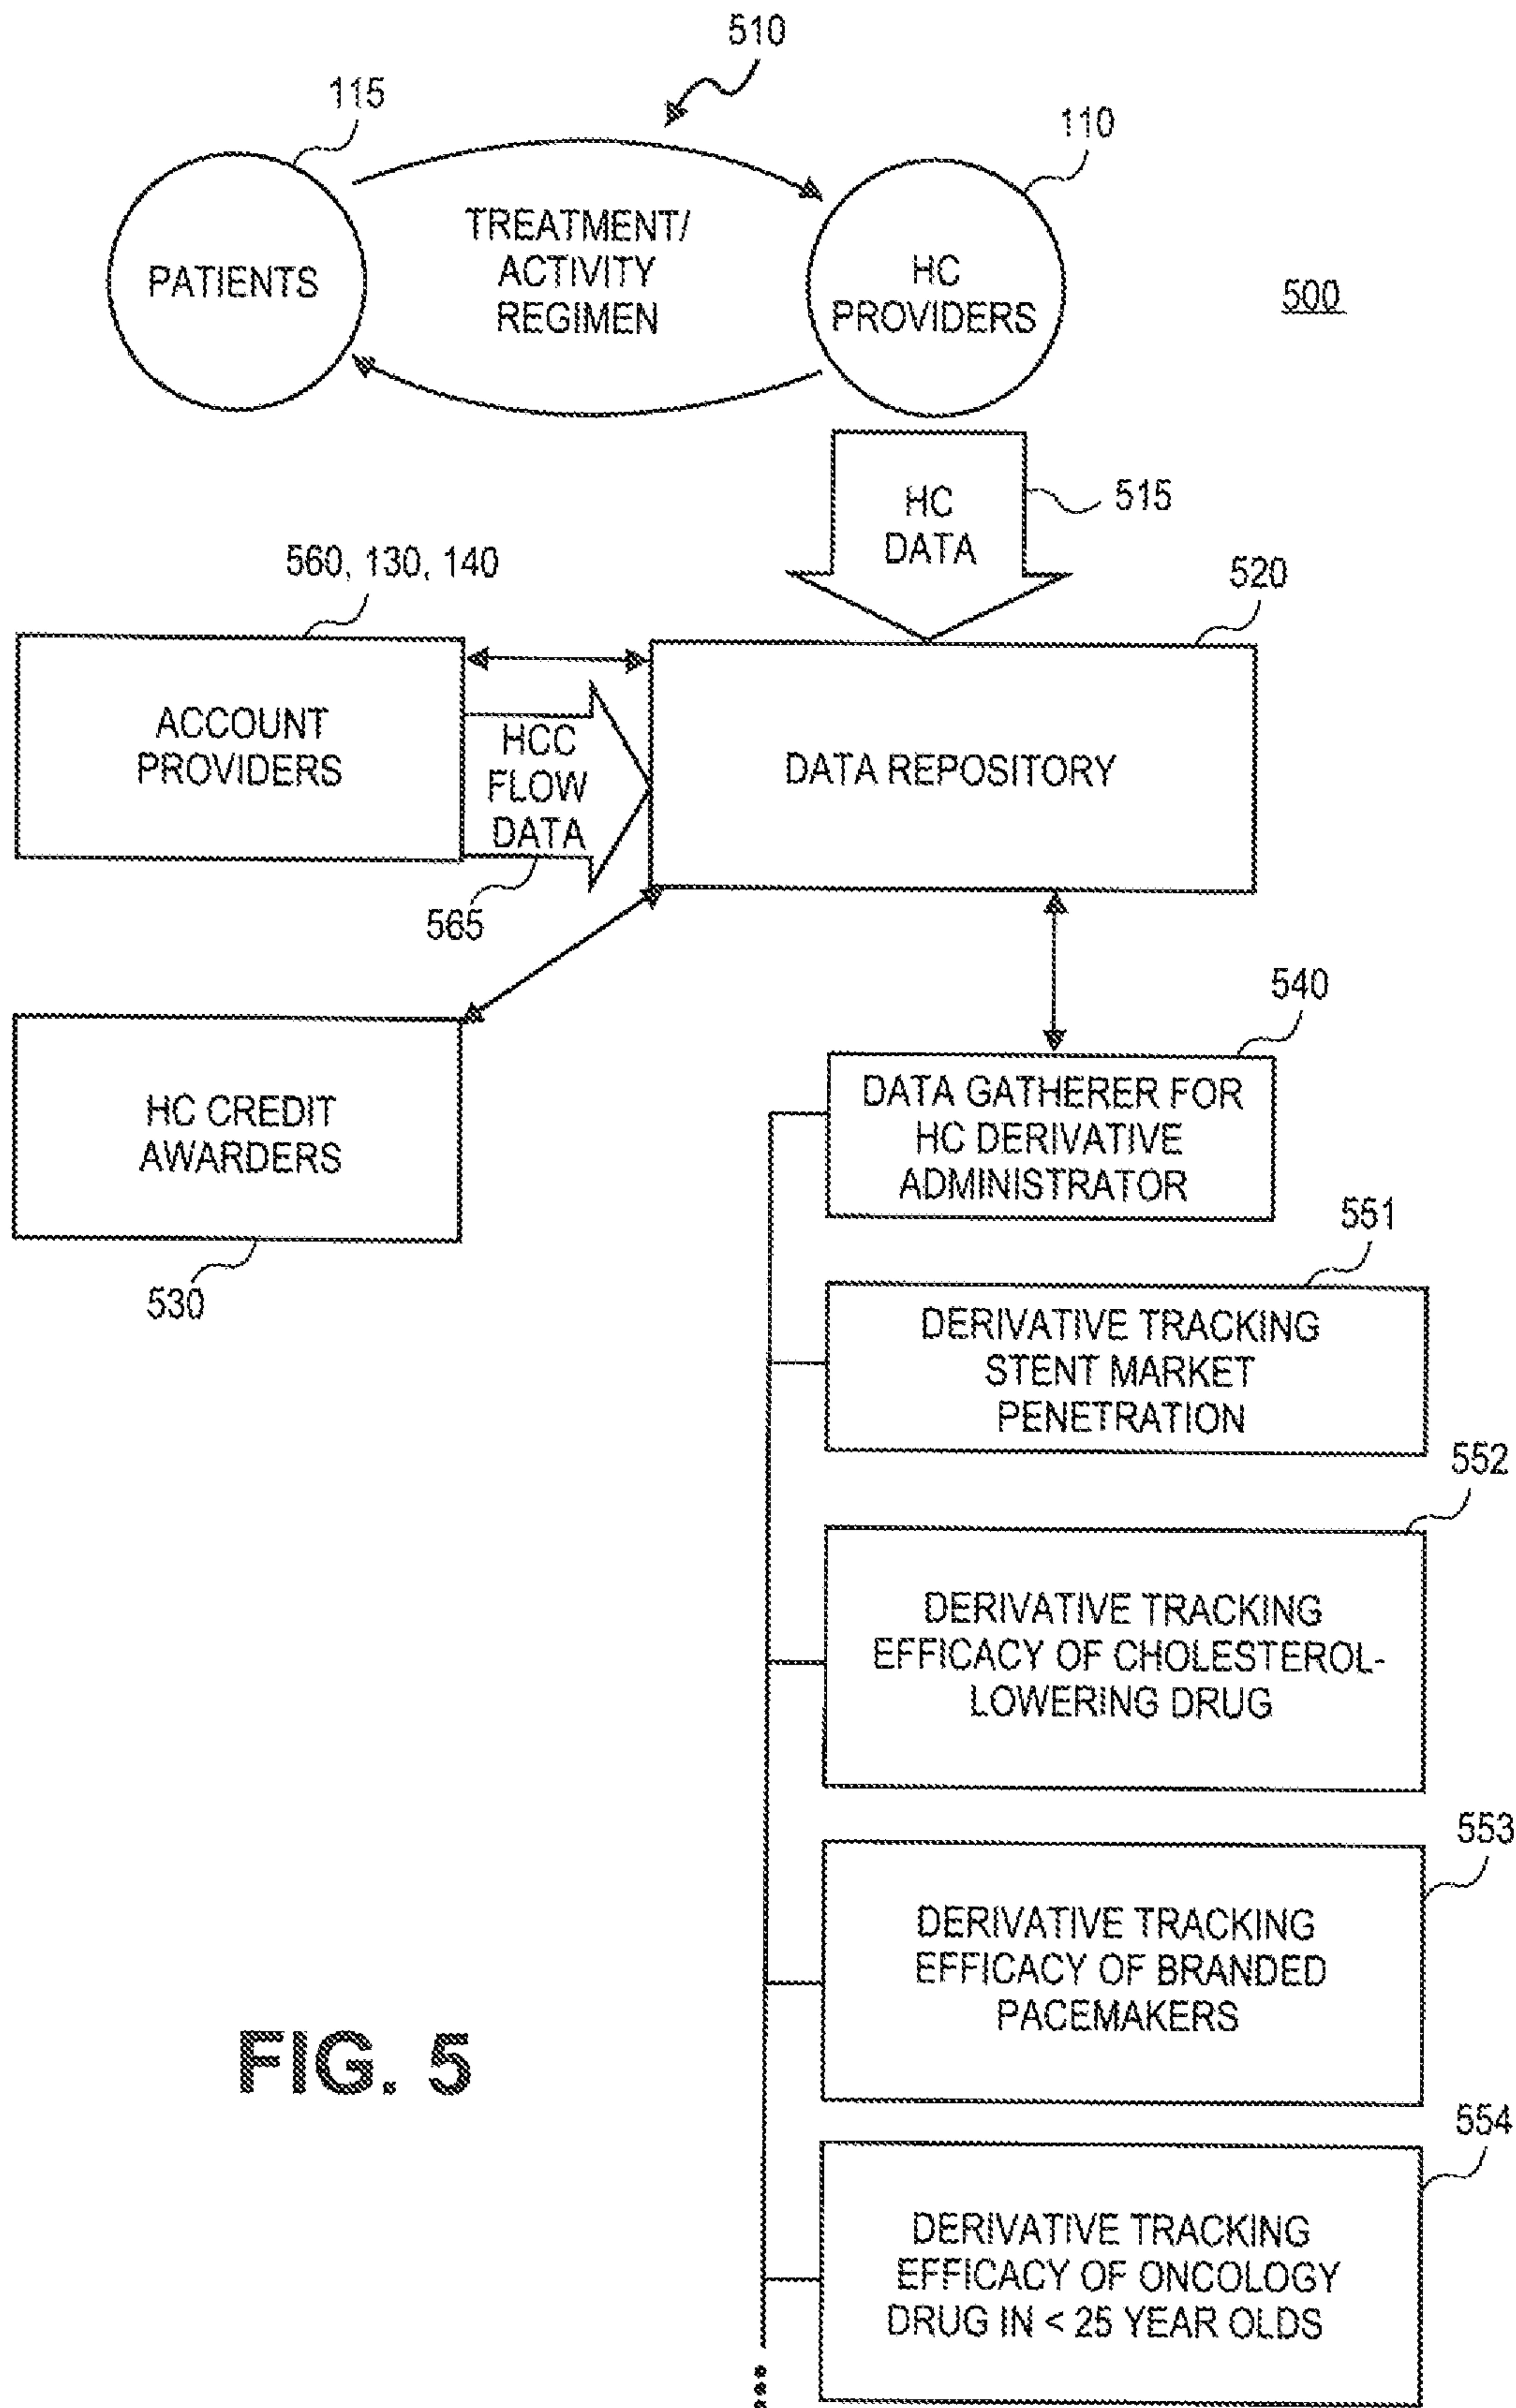 510
115
110
PATIENTS
TREATMENT/
ACTIVITY
REGIMEN
HC
PROVIDERS
500
HC
DATA
515
560, 130, 140
520
ACCOUNT
PROVIDERS
HCC
FLOW
DATA
DATA REPOSITORY
565
540
HC CREDIT
AWARDERS
530
DATA GATHERER FOR
HC DERIVATIVE
ADMINISTRATOR
551
DERIVATIVE TRACKING
STENT MARKET
PENETRATION
552
DERIVATIVE TRACKING
EFFICACY OF CHOLESTEROL-
LOWERING DRUG
553
DERIVATIVE TRACKING
EFFICACY OF BRANDED
PACEMAKERS
FIG. 5
554
DERIVATIVE TRACKING
EFFICACY OF ONCOLOGY
DRUG IN < 25 YEAR OLDS